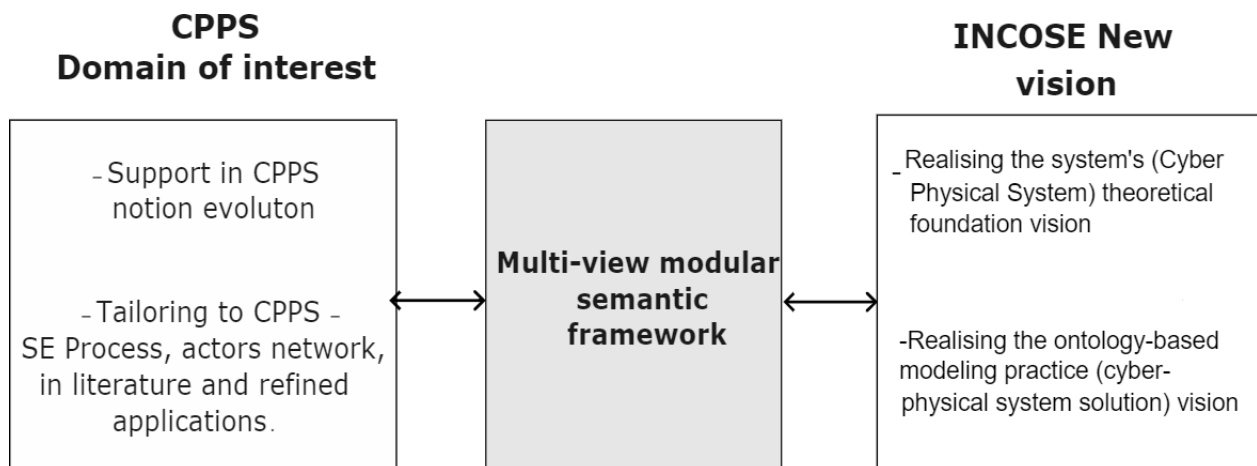 CPPS
Domain of interest
- Support in CPPS
notion evoluton
- Tailoring to CPPS -
SE Process, actors network,
in literature and refined
applications.
Multi-view modular
semantic
framework
INCOSE New
vision
- Realising the system's (Cyber
Physical System) theoretical
foundation vision
-Realising the ontology-based
modeling practice (cyber-
physical system solution) vision